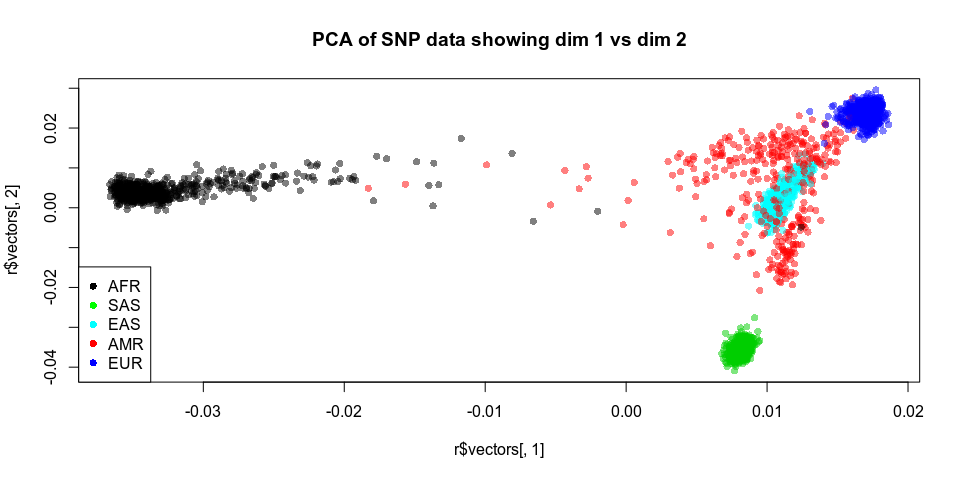 PCA of SNP data showing dim 1 vs dim 2
r$vectors[, 2]
0.02
0.00
-0.02
-0.04
AFR
SAS
EAS
AMR
EUR
-0.03 -0.02 -0.01 0.00 0.01 0.02
r$vectors[, 1]